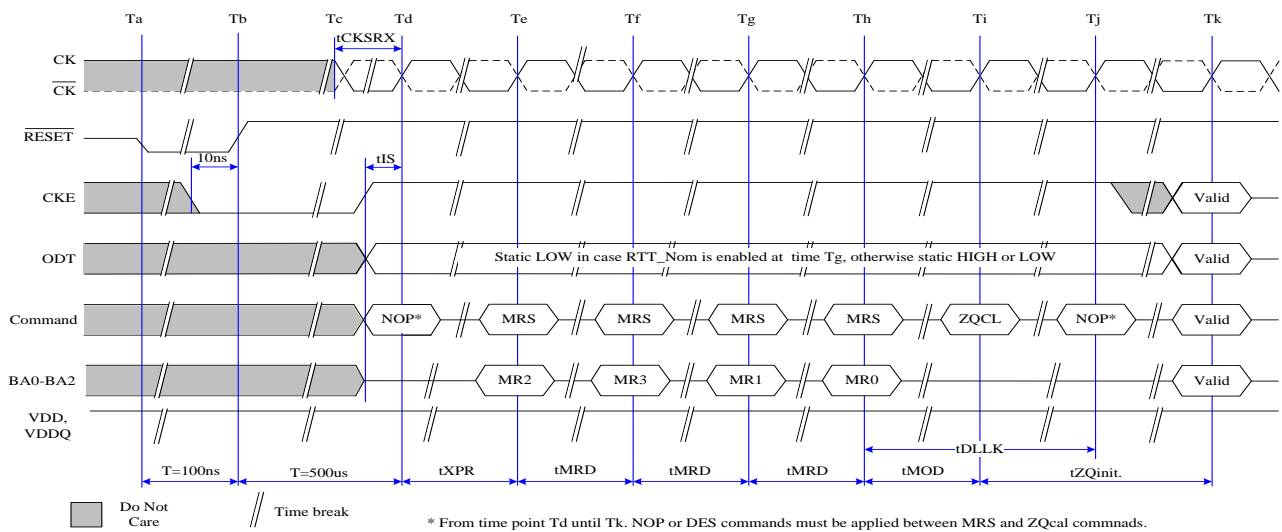 Ta Tb Tc Td Te Tf Tg Th Ti Tj Tk
tCKSRX
CK
CK
RESET
10ns
tIS
CKE
Valid
ODT
Static LOW in case RTT_Nom is enabled at time Tg, otherwise static HIGH or LOW
Valid
Command
NOP* MRS MRS MRS MRS ZQCL NOP* Valid
BA0-BA2
MR2 MR3 MR1 MR0 Valid
VDD,
VDDQ
tDLLK
T=100ns T=500us tXPR tMRD tMRD tMRD tMOD tZQinit.
Do Not
Care
Time break
* From time point Td until Tk. NOP or DES commands must be applied between MRS and ZQcal commnads.